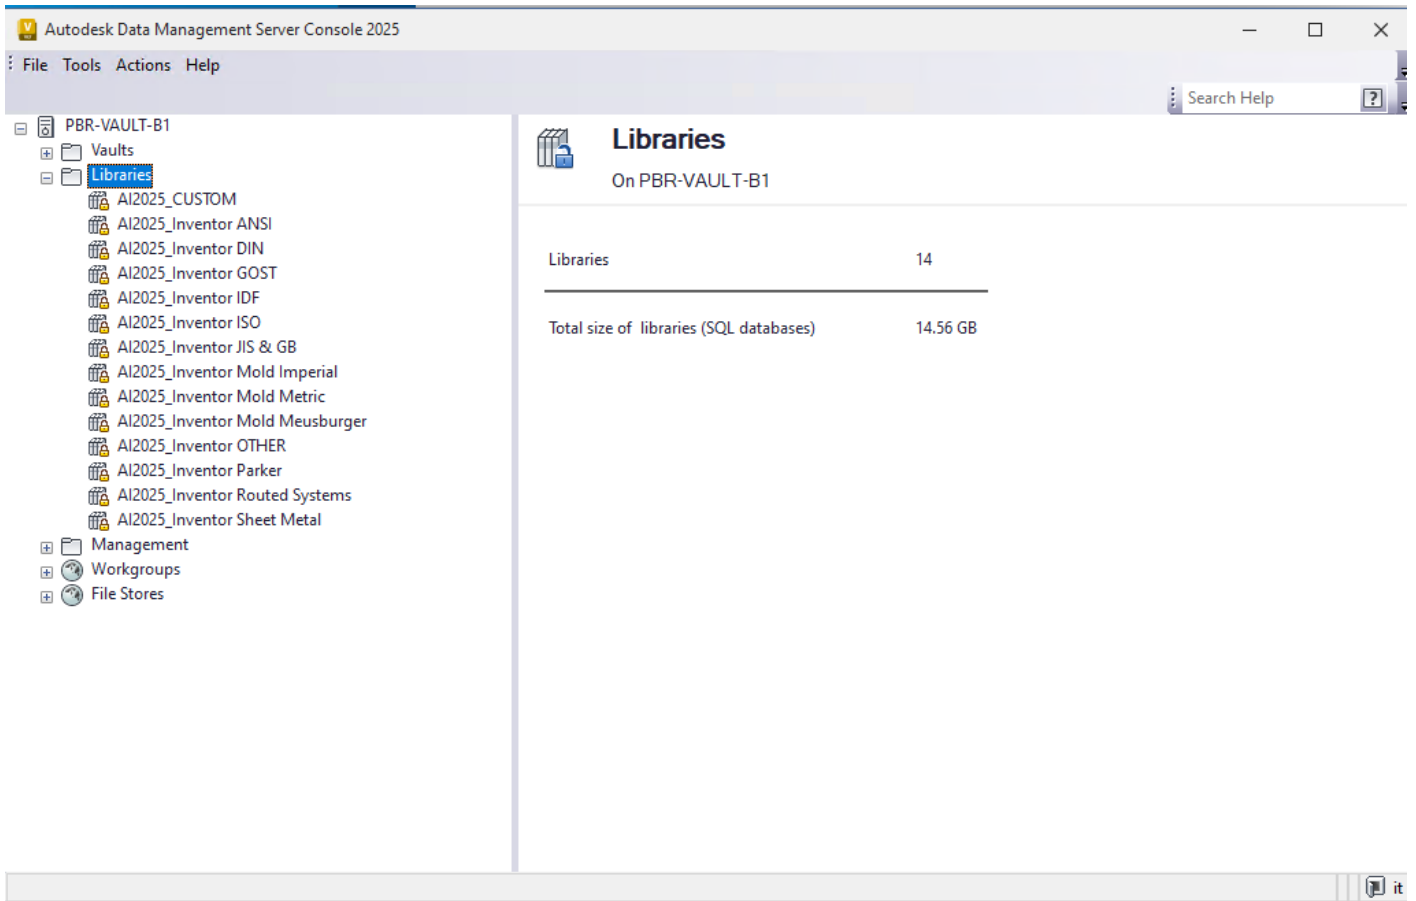 Autodesk Data Management Server Console 2025
File Tools Actions Help
Search Help
PBR-VAULT-B1
Vaults
Libraries
AI2025_CUSTOM
AI2025_Inventor ANSI
AI2025_Inventor DIN
AI2025_Inventor GOST
AI2025_Inventor IDF
AI2025_Inventor ISO
AI2025_Inventor JIS & GB
AI2025_Inventor Mold Imperial
AI2025_Inventor Mold Metric
AI2025_Inventor Mold Meusburger
AI2025_Inventor OTHER
AI2025_Inventor Parker
AI2025_Inventor Routed Systems
AI2025_Inventor Sheet Metal
Management
Workgroups
File Stores
Libraries
On PBR-VAULT-B1
Libraries 14
Total size of libraries (SQL databases) 14.56 GB
it